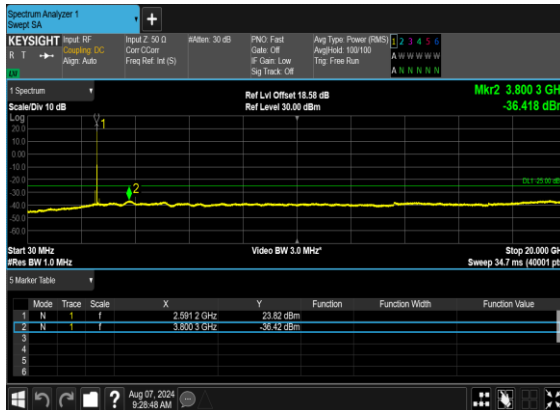 Spectrum Analyzer 1
Swept SA
+
KEYSIGHT Input: RF Input Z: 50 Ω #Atten: 30 dB PNO: Fast Avg Type: Power (RMS) 1 2 3 4 5 6
R T Coupling: DC Corr CCorr Gate: Off Avg|Hold: 100/100 A W W W W W
Align: Auto Freq Ref: Int (S) IF Gain: Low Trig: Free Run
Sig Track: Off A N N N N N
1 Spectrum
Scale/Div 10 dB
Ref Lvl Offset 18.58 dB
Ref Level 30.00 dBm
Mkr2 3.800 3 GH
-36.418 dBm
Log
20.0
10.0
0.00
-10.0
-20.0
-30.0
-40.0
-50.0
-60.0
1
2
DL1 -25.00 dB
Start 30 MHz Video BW 3.0 MHz* Stop 20.000 GH
#Res BW 1.0 MHz Sweep 34.7 ms (40001 pt
5 Marker Table
Mode Trace Scale X Y Function Function Width Function Value
1 N 1 f 2.591 2 GHz 23.82 dBm
2 N 1 f 3.800 3 GHz -36.42 dBm
3
4
5
6
? Aug 07, 2024
9:28:48 AM